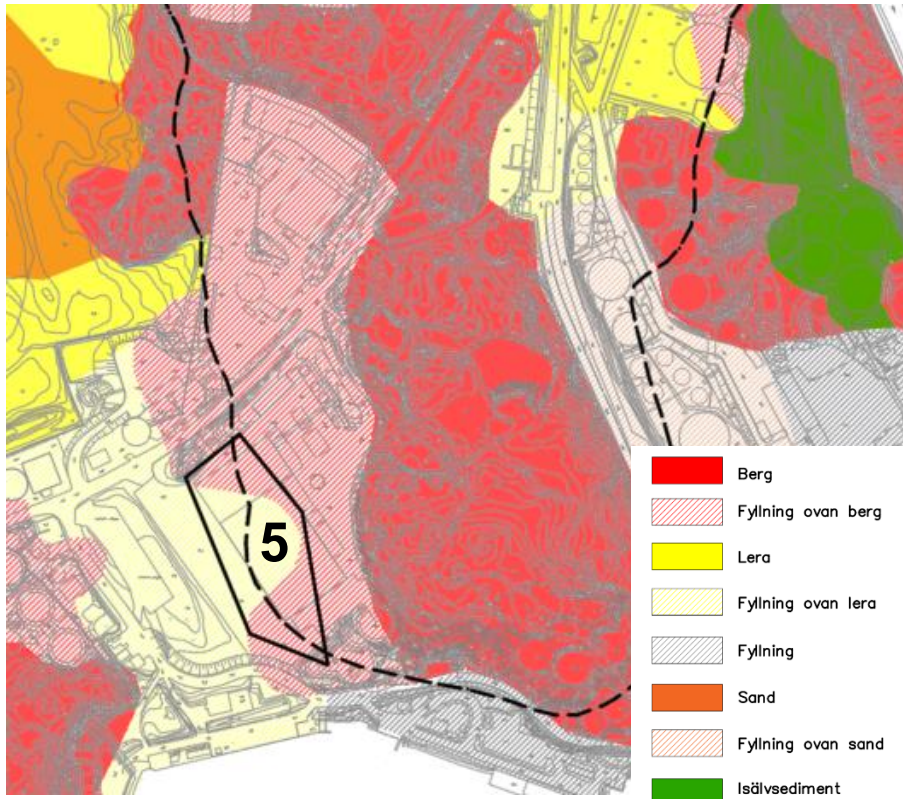 5
Berg
Fyllning ovan berg
Lera
Fyllning ovan lera
Fyllning
Sand
Fyllning ovan sand
Isälvsediment